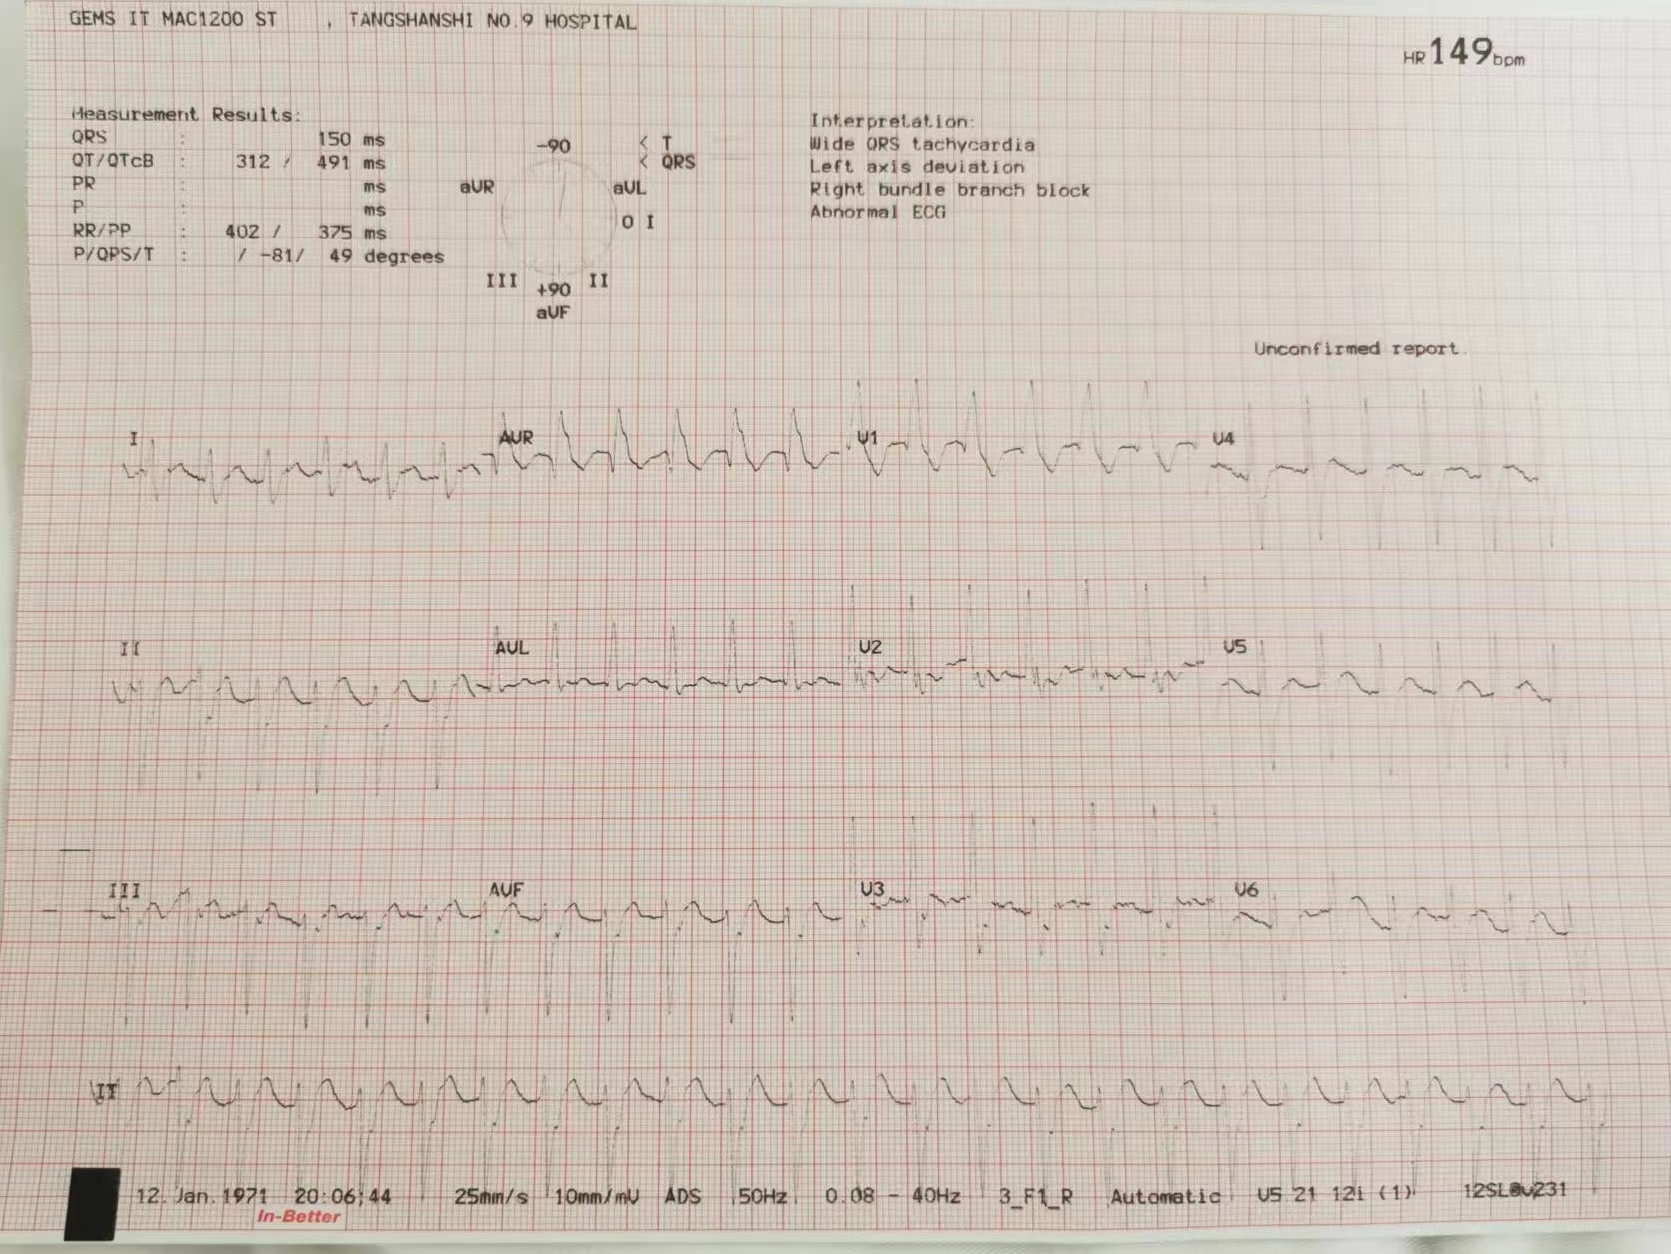 GEMS IT MAC1200 ST , TANGSHANSHI NO.9 HOSPITAL
HR 149 bpm
Measurement Results:
QRS : 150 ms
QT/QTcB : 312 / 491 ms
PR : ms
P : ms
RR/PP : 402 / 375 ms
P/QRS/T : / -81/ 49 degrees
-90
< T
< QRS
aVR
aVL
0 I
III
+90
II
aVF
Interpretation:
Wide QRS tachycardia
Left axis deviation
Right bundle branch block
Abnormal ECG
Unconfirmed report.
I
AVR
V1
V4
II
AVL
V2
V5
III
AVF
V3
V6
II
12. Jan. 1971 20:06:44 25mm/s 10mm/mV ADS 50Hz 0.08 - 40Hz 3_F1_R Automatic V5.21 12i (1) 12SL v231
In-Better